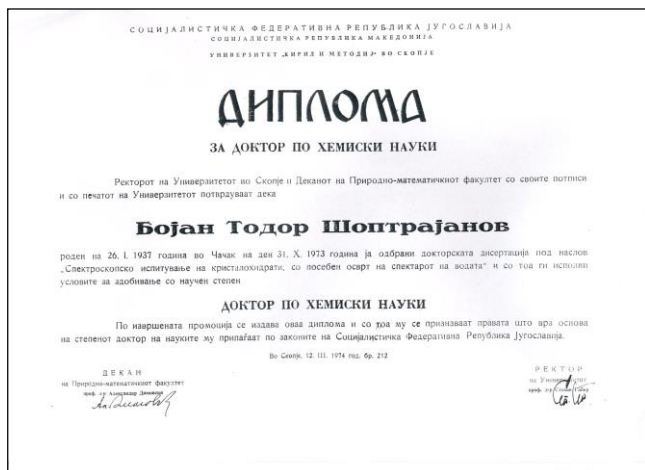 СОЦИЈАЛИСТИЧКА ФЕДЕРАТИВНА РЕПУБЛИКА ЈУГОСЛАВИЈА
СОЦИЈАЛИСТИЧКА РЕПУБЛИКА МАКЕДОНИЈА
УНИВЕРЗИТЕТ „КИРИЛ И МЕТОДИЈ“ ВО СКОПЈЕ
ДИПЛОМА
ЗА ДОКТОР ПО ХЕМИСКИ НАУКИ
Ректорот на Универзитетот во Скопје и Деканот на Природно-математичкиот факултет со своите потписи
и со печатот на Универзитетот потврдуваат дека
Бојан Тодор Шоптрајанов
роден на 26. I. 1937 година во Чачак на ден 31. X. 1973 година ја одбрани докторската дисертација под наслов
„Спектроскопско испитување на кристалохидрати, со посебен осврт на спектарот на водата“ и со тоа ги исполни
условите за здобивање со научен степен
ДОКТОР ПО ХЕМИСКИ НАУКИ
По извршената промоција се издава оваа диплома и со тоа му се признаваат правата што врз основа
на степенот доктор на науките му припаѓаат по законите на Социјалистичка Федеративна Република Југославија.
Во Скопје, 12. III. 1974 год. бр. 212
ДЕКАН
на Природно-математичкиот факултет
проф. д-р Александар
РЕКТОР
на Универзитетот
проф. д-р